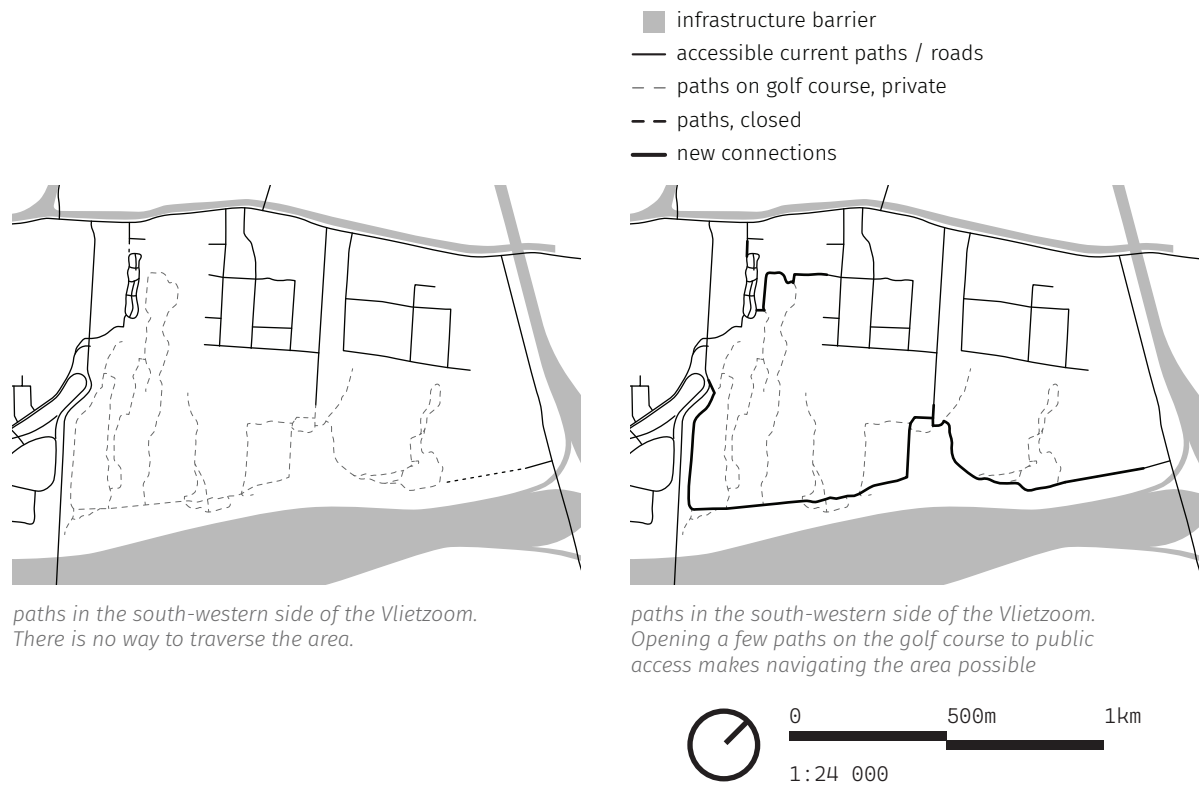 infrastructure barrier
accessible current paths / roads
paths on golf course, private
paths, closed
new connections
paths in the south-western side of the Vlietzoom.
There is no way to traverse the area.
paths in the south-western side of the Vlietzoom.
Opening a few paths on the golf course to public
access makes navigating the area possible
0 500m 1km
1:24 000